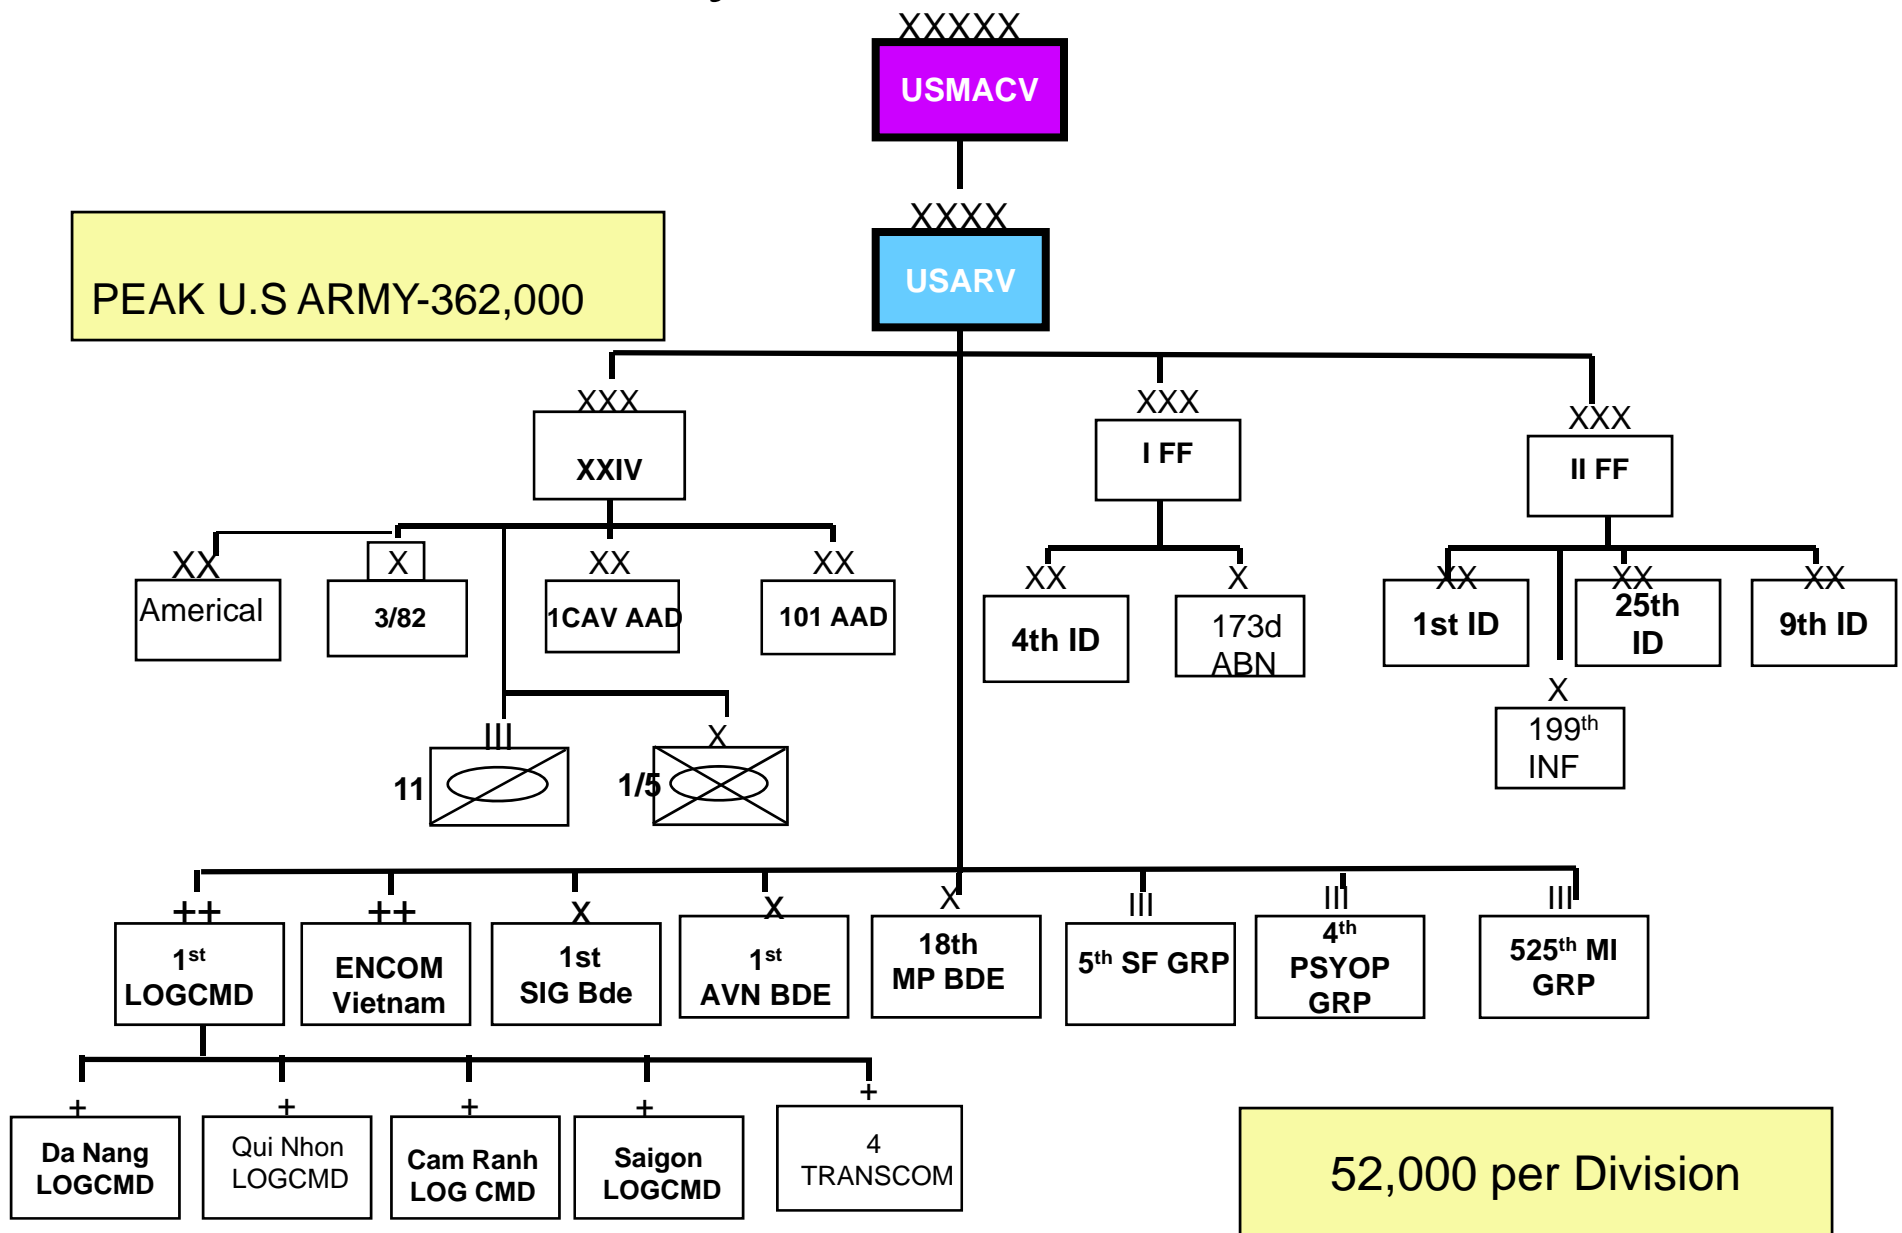 XXXXX
USMACV
XXXX
USARV
PEAK U.S ARMY-362,000
XXX
XXIV
XXX
I FF
XXX
II FF
XX
Americal
X
3/82
XX
1CAV AAD
XX
101 AAD
XX
4th ID
X
173d
ABN
XX
1st ID
XX
25th
ID
XX
9th ID
X
199th
INF
III
11
X
1/5
++
1st
LOGCMD
++
ENCOM
Vietnam
X
1st
SIG Bde
X
1st
AVN BDE
X
18th
MP BDE
III
5th SF GRP
III
4th
PSYOP
GRP
III
525th MI
GRP
+
Da Nang
LOGCMD
+
Qui Nhon
LOGCMD
+
Cam Ranh
LOG CMD
+
Saigon
LOGCMD
+
4
TRANSCOM
52,000 per Division